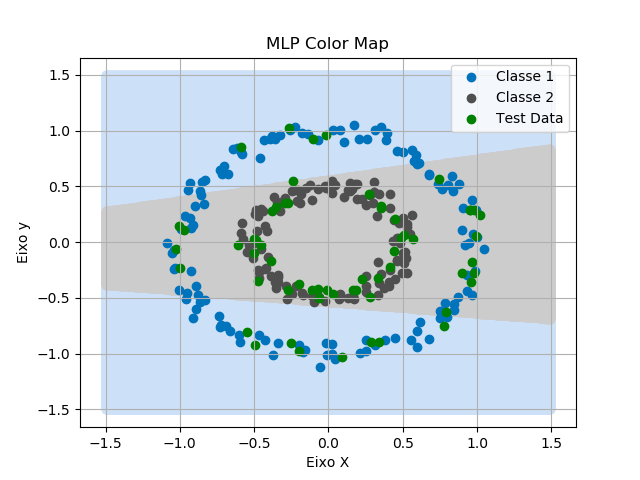 MLP Color Map
Classe 1
Classe 2
Test Data
1.5
1.0
0.5
0.0
−0.5
−1.0
−1.5
Eixo y
−1.5 −1.0 −0.5 0.0 0.5 1.0 1.5
Eixo X